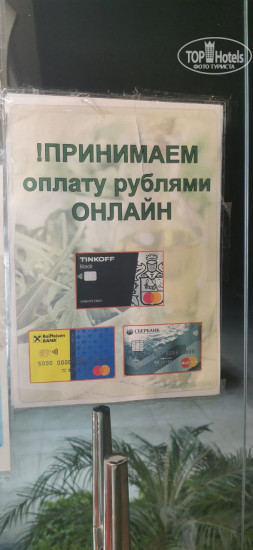 TOP Hotels
ФОТО ТУРИСТА
!ПРИНИМАЕМ
оплату рублями
ОНЛАЙН
TINKOFF
Black
Raiffeisen
BANK
СБЕРБАНК